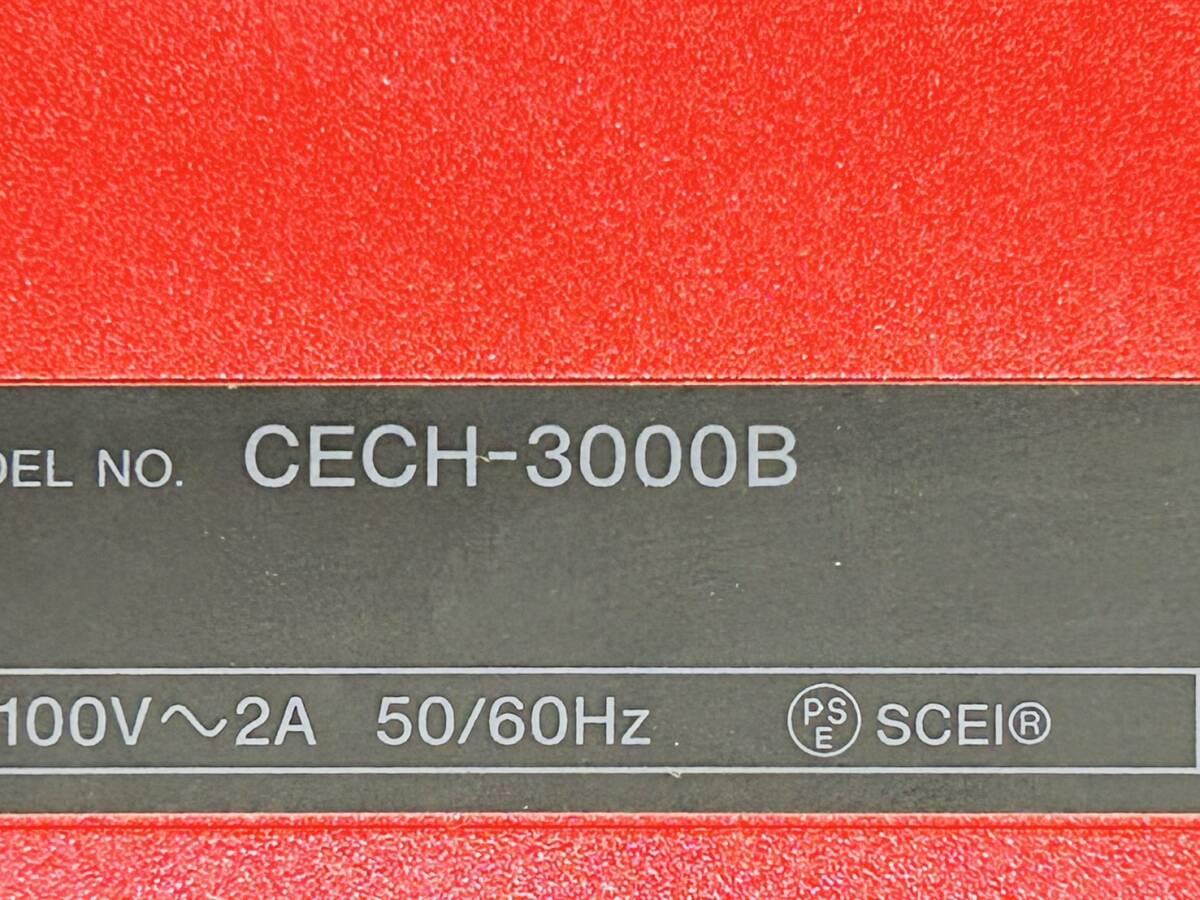 DEL NO. CECH-3000B
100V～2A 50/60Hz PSE SCEI®